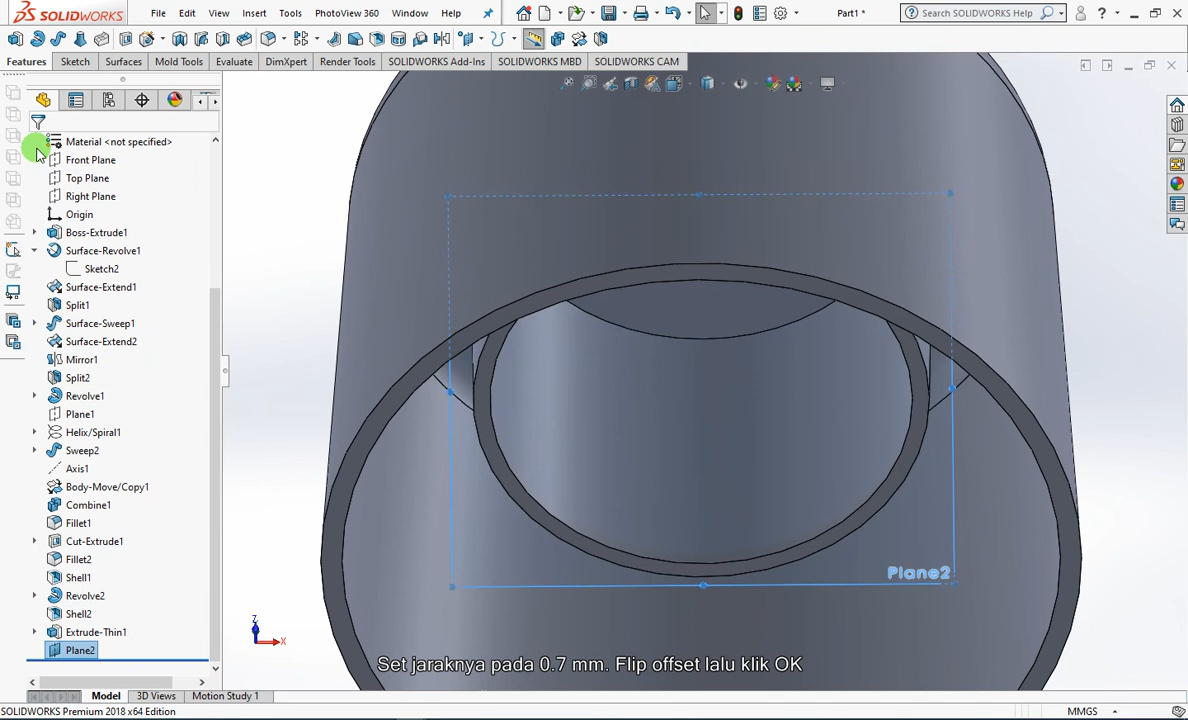 SOLIDWORKS
File
Edit
View
Insert
Tools
PhotoView 360
Window
Help
Part1 *
Search SOLIDWORKS Help
Features
Sketch
Surfaces
Mold Tools
Evaluate
DimXpert
Render Tools
SOLIDWORKS Add-Ins
SOLIDWORKS MBD
SOLIDWORKS CAM
Material <not specified>
Front Plane
Top Plane
Right Plane
Origin
Boss-Extrude1
Surface-Revolve1
Sketch2
Surface-Extend1
Split1
Surface-Sweep1
Surface-Extend2
Mirror1
Split2
Revolve1
Plane1
Helix/Spiral1
Sweep2
Axis1
Body-Move/Copy1
Combine1
Fillet1
Cut-Extrude1
Fillet2
Shell1
Revolve2
Shell2
Extrude-Thin1
Plane2
Plane2
Z
X
Set jaraknya pada 0.7 mm. Flip offset lalu klik OK
Model
3D Views
Motion Study 1
SOLIDWORKS Premium 2018 x64 Edition
MMGS